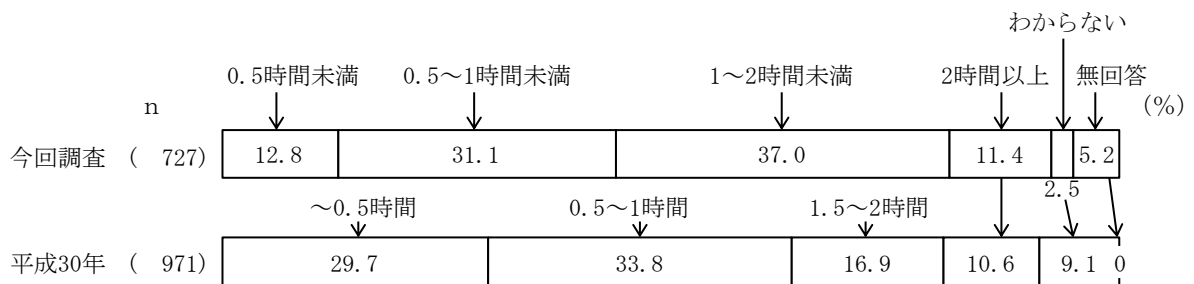 わからない
0.5時間未満 0.5～1時間未満 1～2時間未満 2時間以上 無回答
n (%)
今回調査 ( 727) 12.8 31.1 37.0 11.4 5.2
2.5
～0.5時間 0.5～1時間 1.5～2時間
平成30年 ( 971) 29.7 33.8 16.9 10.6 9.1 0